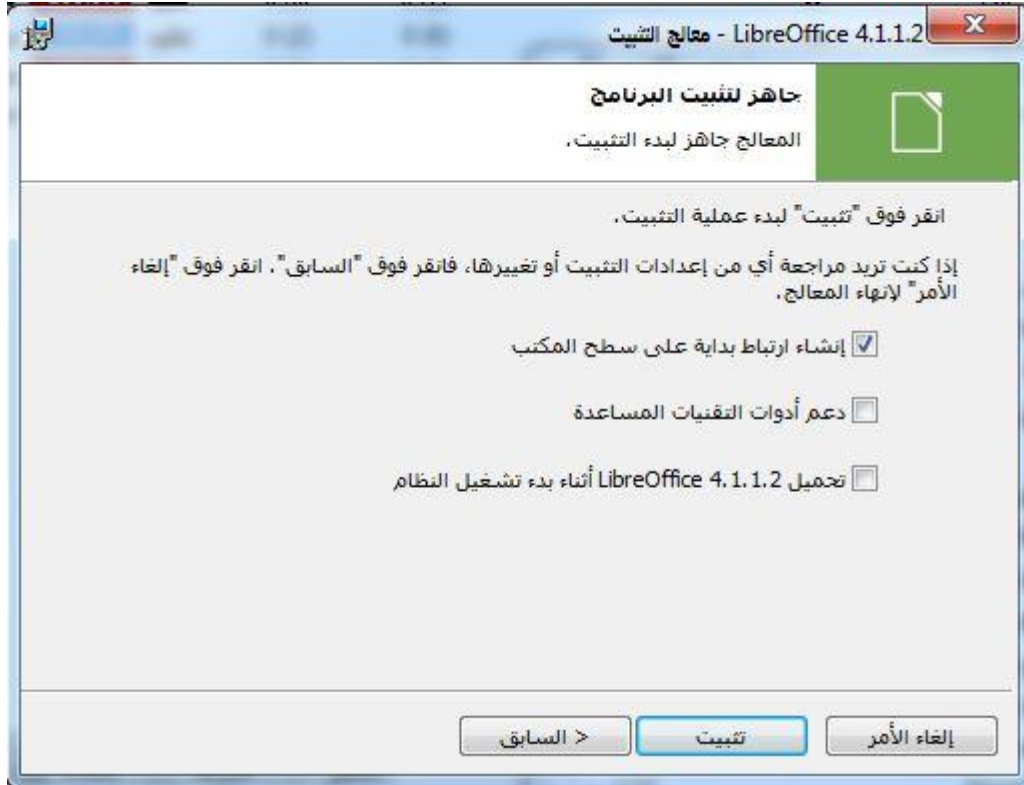 LibreOffice 4.1.1.2 - معالج التثبيت
جاهز لتثبيت البرنامج
المعالج جاهز لبدء التثبيت.
انقر فوق "تثبيت" لبدء عملية التثبيت.
إذا كنت تريد مراجعة أي من إعدادات التثبيت أو تغييرها، فانقر فوق "السابق". انقر فوق "إلغاء
الأمر" لإنهاء المعالج.
إنشاء ارتباط بداية على سطح المكتب
دعم أدوات التقنيات المساعدة
تحميل LibreOffice 4.1.1.2 أثناء بدء تشغيل النظام
إلغاء الأمر
تثبيت
< السابق